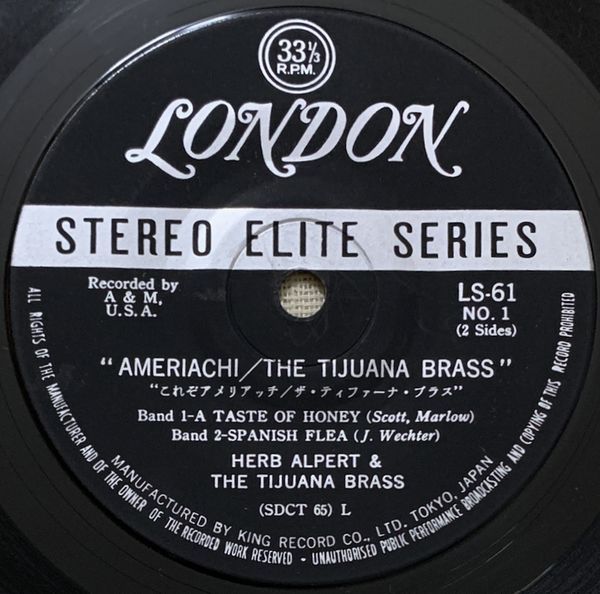 33 1/3
R.P.M.
LONDON
STEREO ELITE SERIES
Recorded by
A & M,
U.S.A.
LS-61
NO. 1
(2 Sides)
"AMERIACHI/THE TIJUANA BRASS"
"これぞアメリアッチ/ザ・ティファーナ・ブラス"
Band 1-A TASTE OF HONEY (Scott, Marlow)
Band 2-SPANISH FLEA (J. Wechter)
HERB ALPERT &
THE TIJUANA BRASS
(SDCT 65) L
MANUFACTURED BY KING RECORD CO., LTD. TOKYO, JAPAN
ALL RIGHTS OF THE MANUFACTURER AND OF THE OWNER OF THE RECORDED WORK RESERVED - UNAUTHORISED PUBLIC PERFORMANCE BROADCASTING AND COPYING OF THIS RECORD PROHIBITED